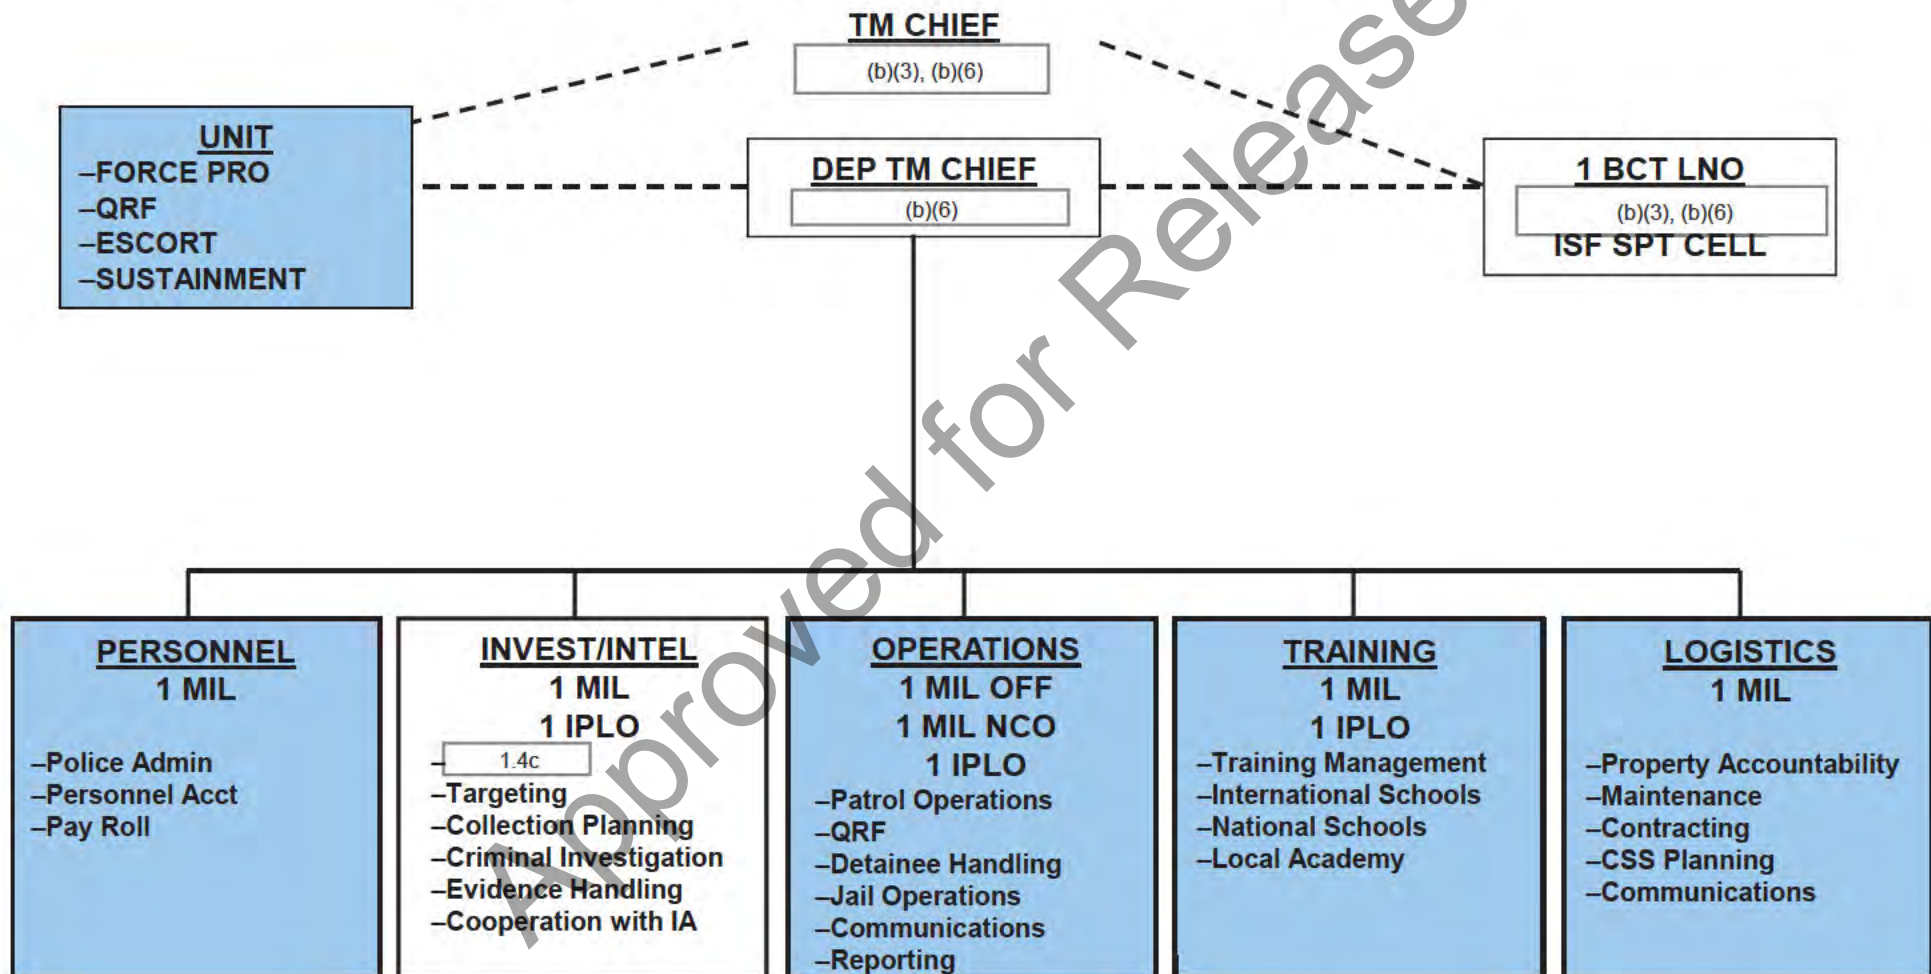 TM CHIEF
(b)(3), (b)(6)
UNIT
–FORCE PRO
–QRF
–ESCORT
–SUSTAINMENT
DEP TM CHIEF
(b)(6)
1 BCT LNO
(b)(3), (b)(6)
ISF SPT CELL
PERSONNEL
1 MIL
–Police Admin
–Personnel Acct
–Pay Roll
INVEST/INTEL
1 MIL
1 IPLO
– 1.4c
–Targeting
–Collection Planning
–Criminal Investigation
–Evidence Handling
–Cooperation with IA
OPERATIONS
1 MIL OFF
1 MIL NCO
1 IPLO
–Patrol Operations
–QRF
–Detainee Handling
–Jail Operations
–Communications
–Reporting
TRAINING
1 MIL
1 IPLO
–Training Management
–International Schools
–National Schools
–Local Academy
LOGISTICS
1 MIL
–Property Accountability
–Maintenance
–Contracting
–CSS Planning
–Communications
Approved for Release